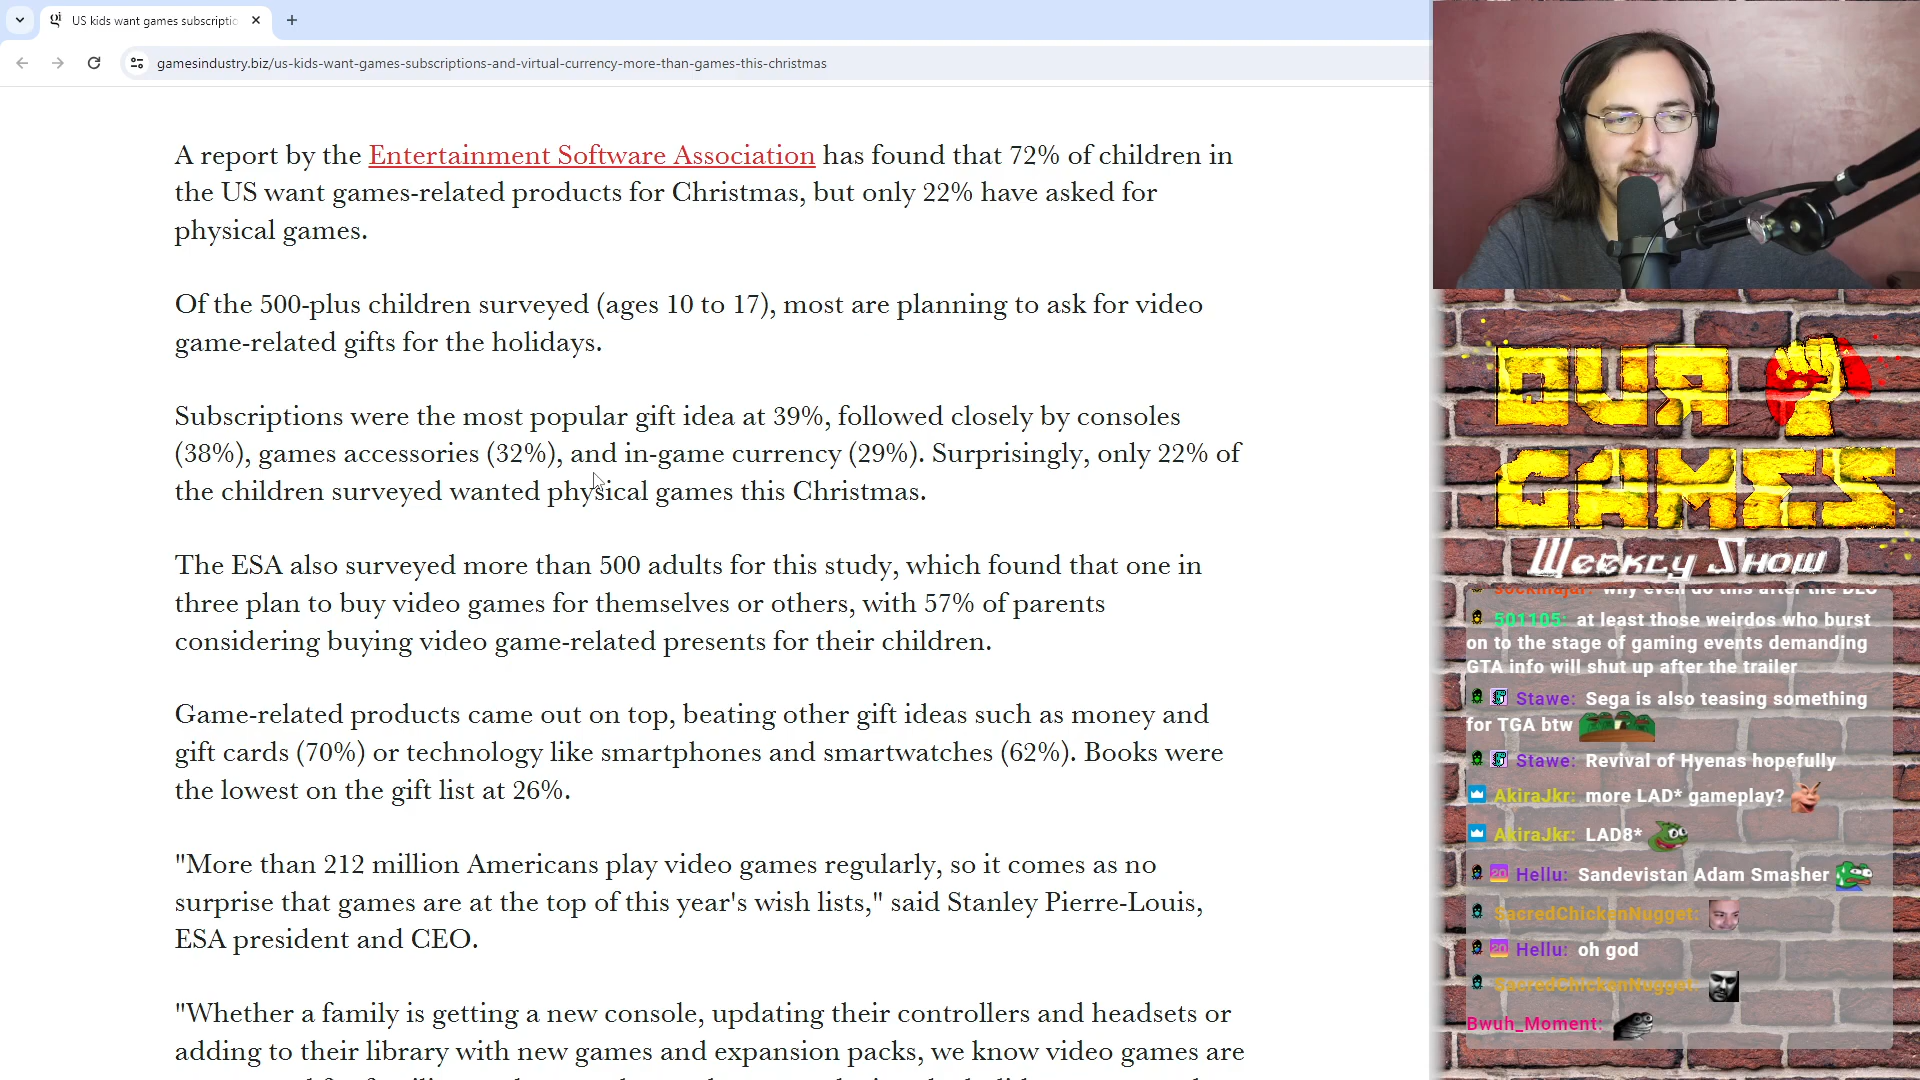 US kids want games subscriptio
gamesindustry.biz/us-kids-want-games-subscriptions-and-virtual-currency-more-than-games-this-christmas
A report by the Entertainment Software Association has found that 72% of children in
the US want games-related products for Christmas, but only 22% have asked for
physical games.
Of the 500-plus children surveyed (ages 10 to 17), most are planning to ask for video
game-related gifts for the holidays.
Subscriptions were the most popular gift idea at 39%, followed closely by consoles
(38%), games accessories (32%), and in-game currency (29%). Surprisingly, only 22% of
the children surveyed wanted physical games this Christmas.
The ESA also surveyed more than 500 adults for this study, which found that one in
three plan to buy video games for themselves or others, with 57% of parents
considering buying video game-related presents for their children.
Game-related products came out on top, beating other gift ideas such as money and
gift cards (70%) or technology like smartphones and smartwatches (62%). Books were
the lowest on the gift list at 26%.
"More than 212 million Americans play video games regularly, so it comes as no
surprise that games are at the top of this year's wish lists," said Stanley Pierre-Louis,
ESA president and CEO.
"Whether a family is getting a new console, updating their controllers and headsets or
adding to their library with new games and expansion packs, we know video games are
OUR
GAMES
Weekly Show
why even do this after the DLC
501105: at least those weirdos who burst
on to the stage of gaming events demanding
GTA info will shut up after the trailer
Stawe: Sega is also teasing something
for TGA btw
Stawe: Revival of Hyenas hopefully
AkiraJkr: more LAD* gameplay?
AkiraJkr: LAD8*
Hellu: Sandevistan Adam Smasher
SacredChickenNugget:
Hellu: oh god
SacredChickenNugget:
Bwuh_Moment: